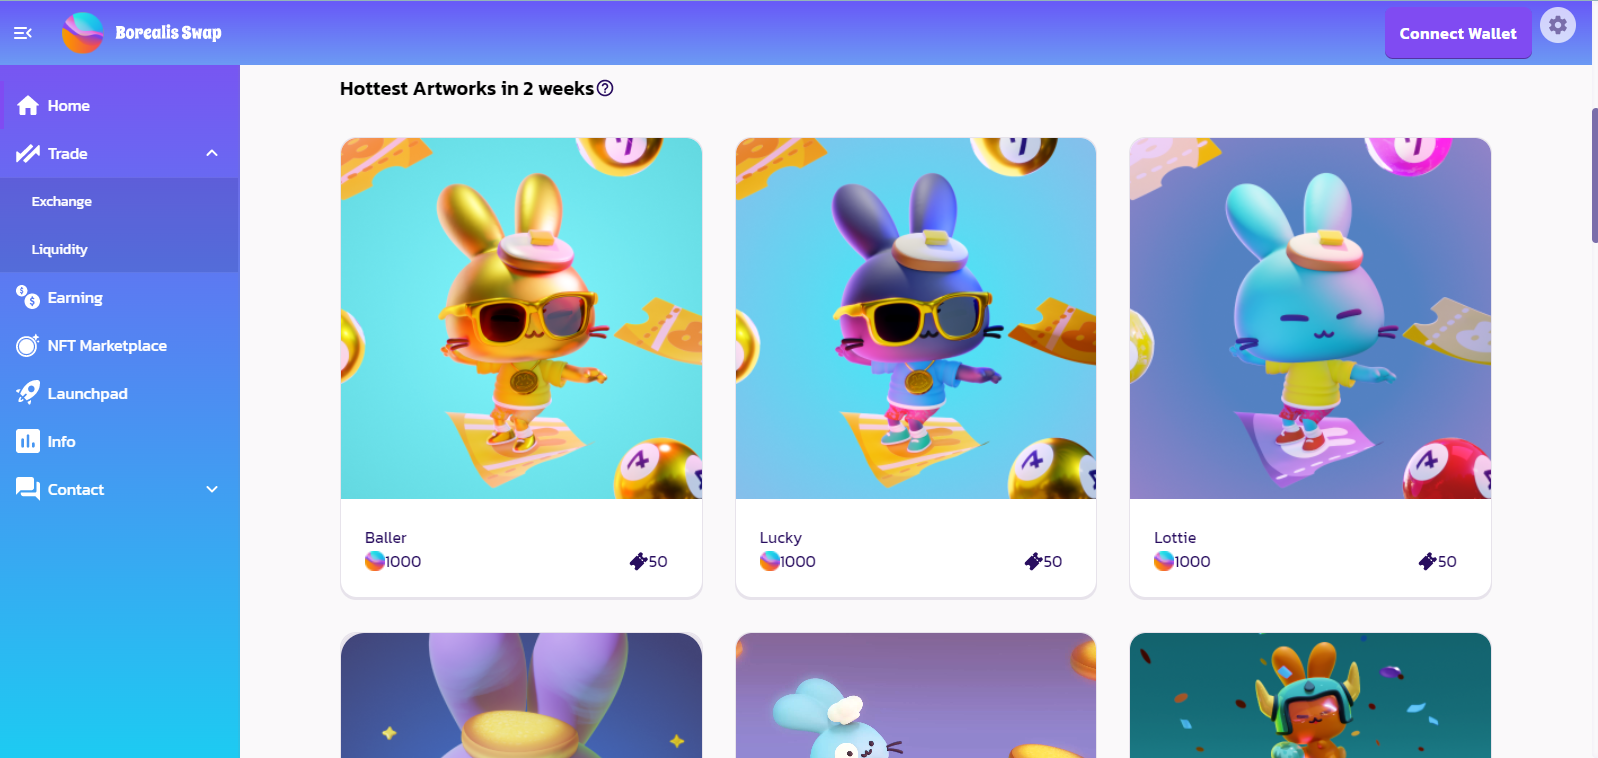 Borealis Swap
Connect Wallet
Home
Trade
Exchange
Liquidity
Earning
NFT Marketplace
Launchpad
Info
Contact
Hottest Artworks in 2 weeks
Baller
1000
50
Lucky
1000
50
Lottie
1000
50